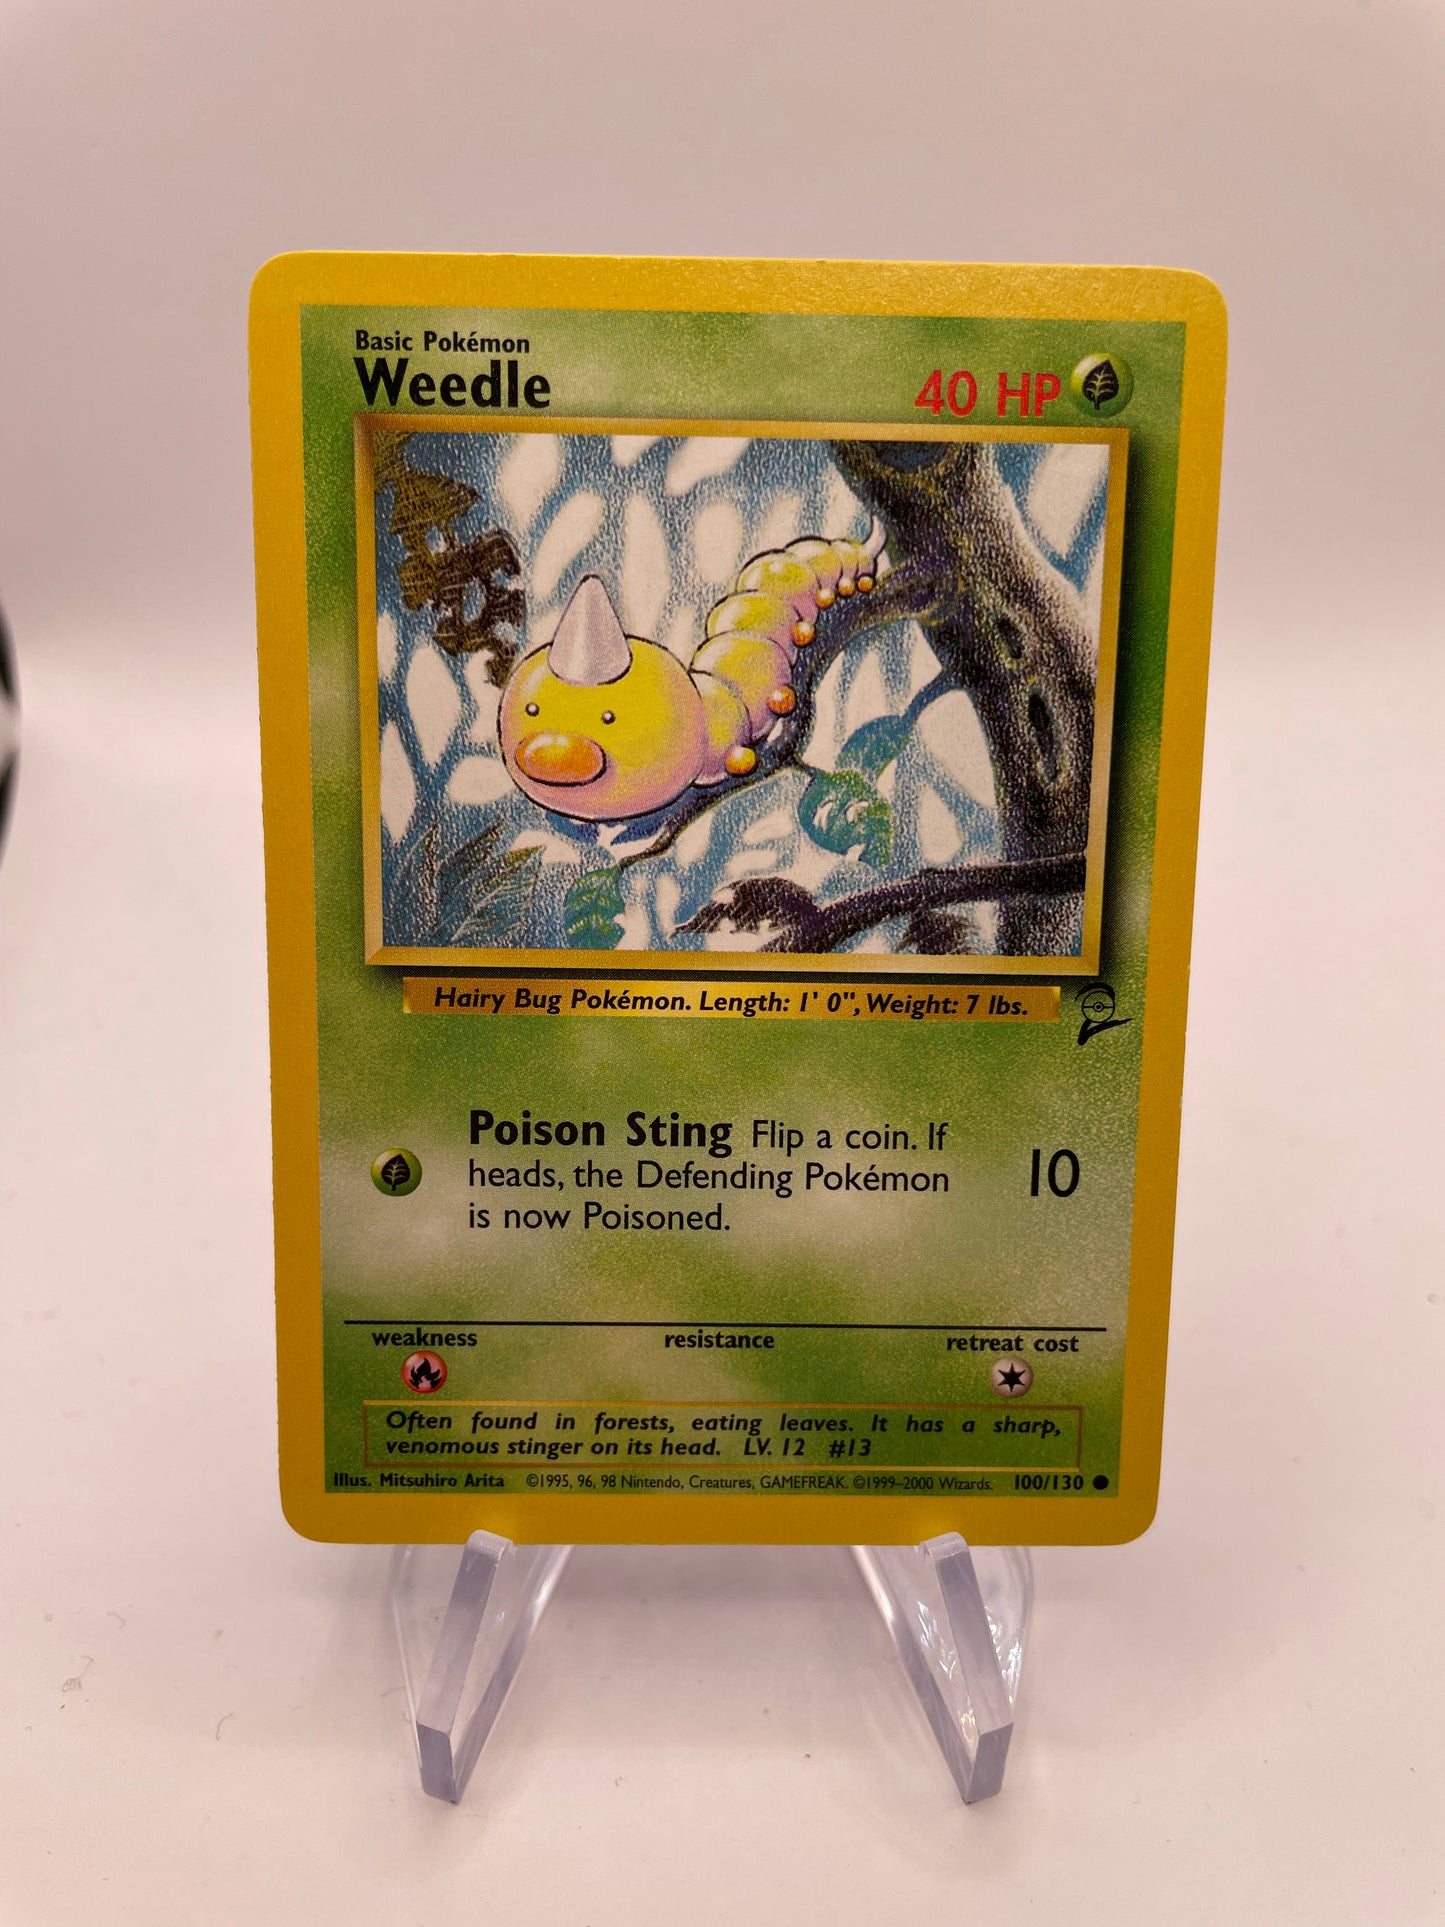 Basic Pokémon
Weedle
40 HP
Hairy Bug Pokémon. Length: 1' 0", Weight: 7 lbs.
Poison Sting Flip a coin. If
heads, the Defending Pokémon
is now Poisoned.
10
weakness resistance retreat cost
Often found in forests, eating leaves. It has a sharp,
venomous stinger on its head. LV. 12 #13
Illus. Mitsuhiro Arita ©1995, 96, 98 Nintendo, Creatures, GAMEFREAK. ©1999–2000 Wizards. 100/130